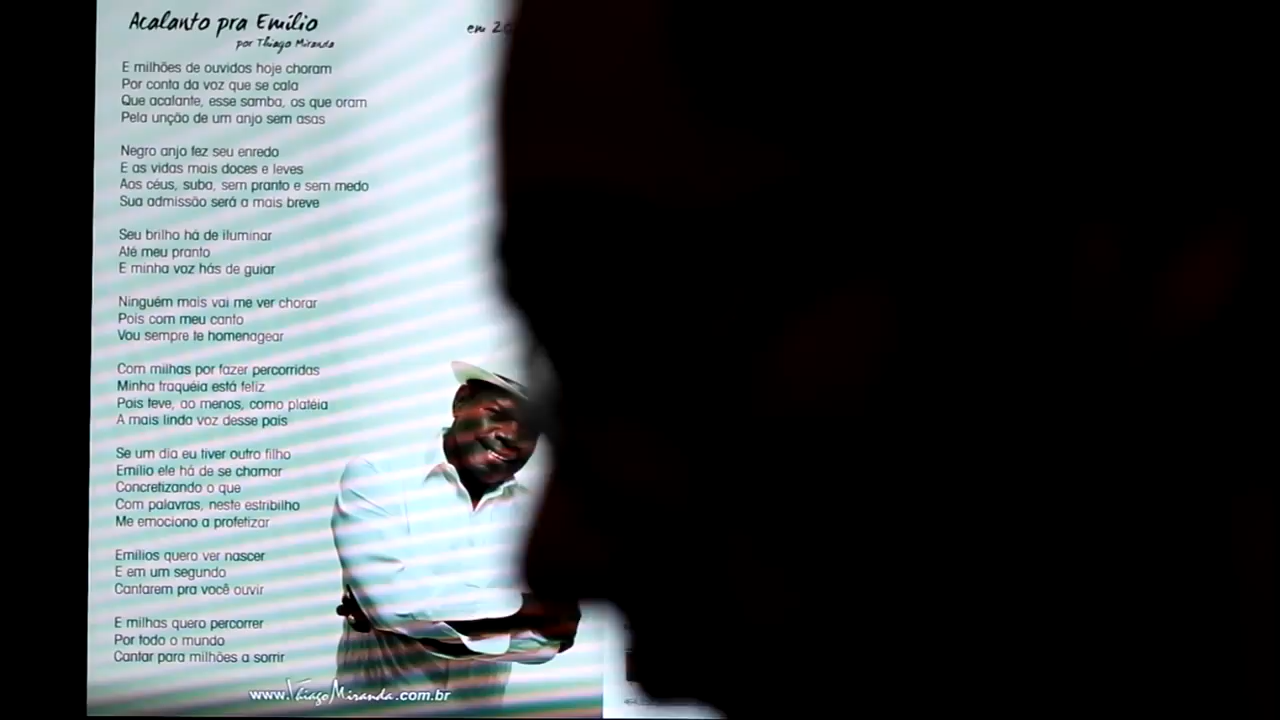 Acalanto pra Emílio
por Thiago Miranda
em
E milhões de ouvidos hoje choram
Por conta da voz que se cala
Que acalante, esse samba, os que oram
Pela unção de um anjo sem asas
Negro anjo fez seu enredo
E as vidas mais doces e leves
Aos céus, suba, sem pranto e sem medo
Sua admissão será a mais breve
Seu brilho há de iluminar
Até meu pranto
E minha voz hás de guiar
Ninguém mais vai me ver chorar
Pois com meu canto
Vou sempre te homenagear
Com milhas por fazer percorridas
Minha traquéia está feliz
Pois teve, ao menos, como platéia
A mais linda voz desse país
Se um dia eu tiver outro filho
Emílio ele há de se chamar
Concretizando o que
Com palavras, neste estribilho
Me emociono a profetizar
Emílios quero ver nascer
E em um segundo
Cantarem pra você ouvir
E milhas quero percorrer
Por todo o mundo
Cantar para milhões a sorrir
www.ThiagoMiranda.com.br